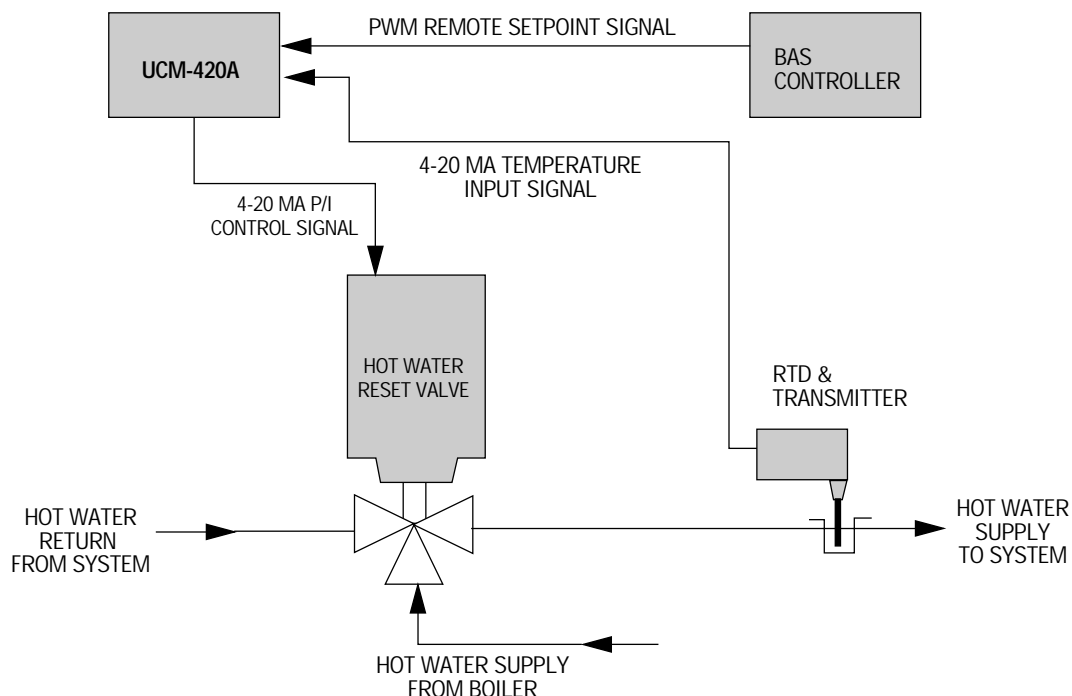 PWM REMOTE SETPOINT SIGNAL
UCM-420A
BAS
CONTROLLER
4-20 MA TEMPERATURE
INPUT SIGNAL
4-20 MA P/I
CONTROL SIGNAL
HOT WATER
RESET VALVE
RTD &
TRANSMITTER
HOT WATER
RETURN
FROM SYSTEM
HOT WATER
SUPPLY
TO SYSTEM
HOT WATER SUPPLY
FROM BOILER